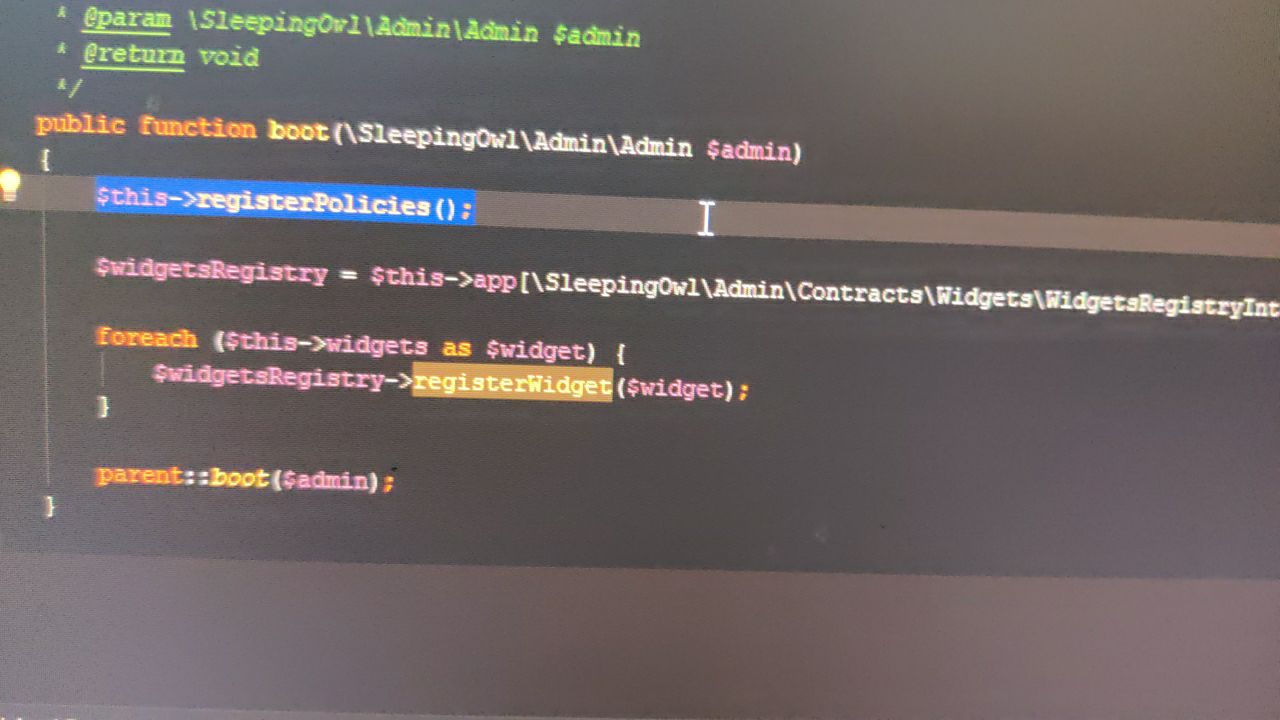 * @param \SleepingOwl\Admin\Admin $admin
* @return void
*/
public function boot(\SleepingOwl\Admin\Admin $admin)
{
$this->registerPolicies();
$widgetsRegistry = $this->app[\SleepingOwl\Admin\Contracts\Widgets\WidgetsRegistryInt
foreach ($this->widgets as $widget) {
$widgetsRegistry->registerWidget($widget);
}
parent::boot($admin);
}